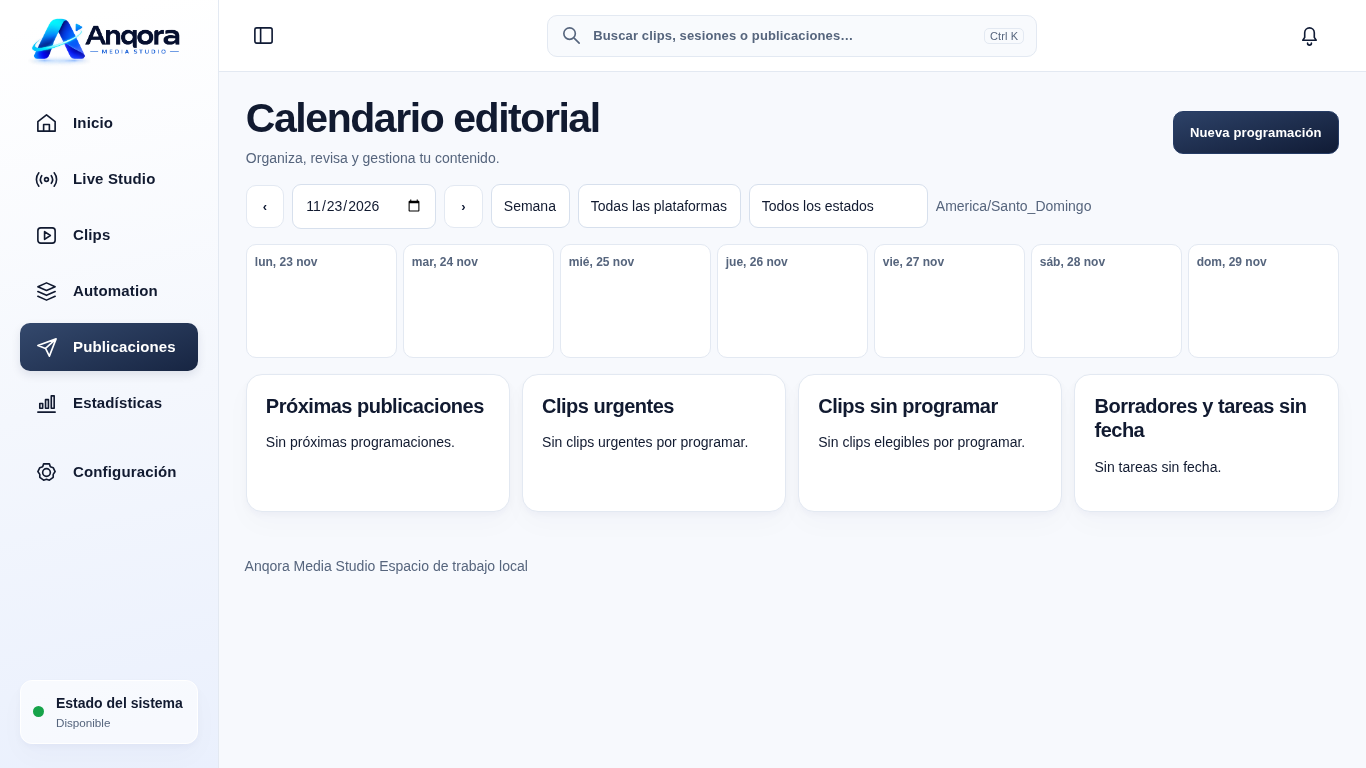 Anqora
MEDIA STUDIO
Inicio
Live Studio
Clips
Automation
Publicaciones
Estadísticas
Configuración
Estado del sistema
Disponible
Buscar clips, sesiones o publicaciones…
Ctrl K
Calendario editorial
Organiza, revisa y gestiona tu contenido.
Nueva programación
‹
11/23/2026
›
Semana
Todas las plataformas
Todos los estados
America/Santo_Domingo
lun, 23 nov
mar, 24 nov
mié, 25 nov
jue, 26 nov
vie, 27 nov
sáb, 28 nov
dom, 29 nov
Próximas publicaciones
Sin próximas programaciones.
Clips urgentes
Sin clips urgentes por programar.
Clips sin programar
Sin clips elegibles por programar.
Borradores y tareas sin
fecha
Sin tareas sin fecha.
Anqora Media Studio Espacio de trabajo local